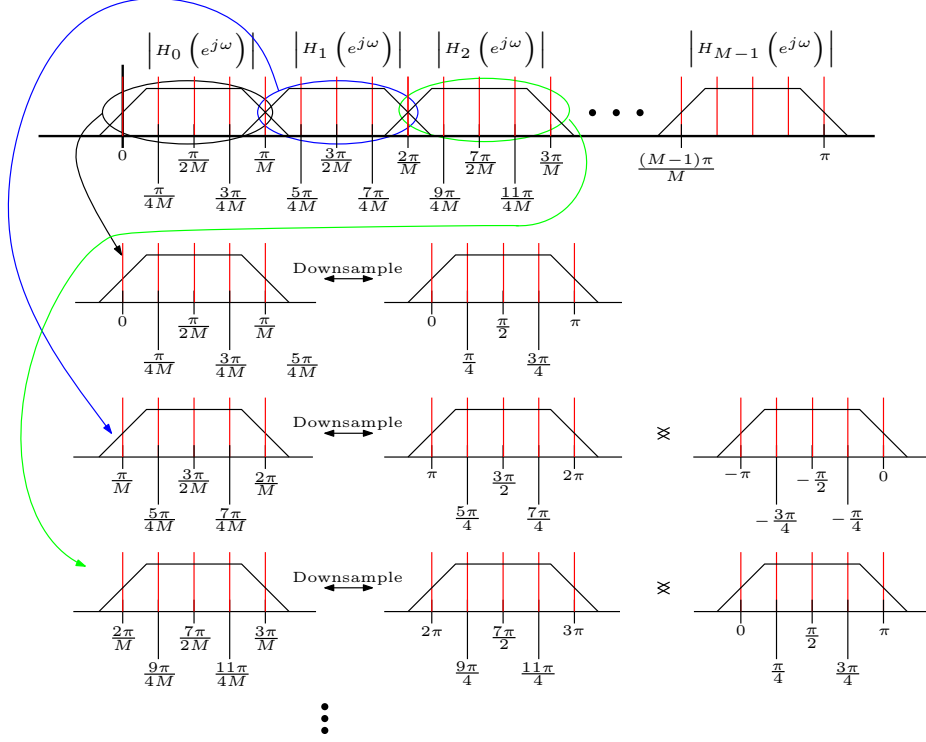 |H₀(e^{jω})| |H₁(e^{jω})| |H₂(e^{jω})| • • • |H_{M−1}(e^{jω})|
0 π/2M π/M 3π/2M 2π/M 7π/2M 3π/M (M−1)π/M π
π/4M 3π/4M 5π/4M 7π/4M 9π/4M 11π/4M
Downsample
0 π/2M π/M 0 π/2 π
π/4M 3π/4M 5π/4M π/4 3π/4
Downsample
π/M 3π/2M 2π/M π 3π/2 2π −π −π/2 0
5π/4M 7π/4M 5π/4 7π/4 −3π/4 −π/4
Downsample
2π/M 7π/2M 3π/M 2π 7π/2 3π 0 π/2 π
9π/4M 11π/4M 9π/4 11π/4 π/4 3π/4